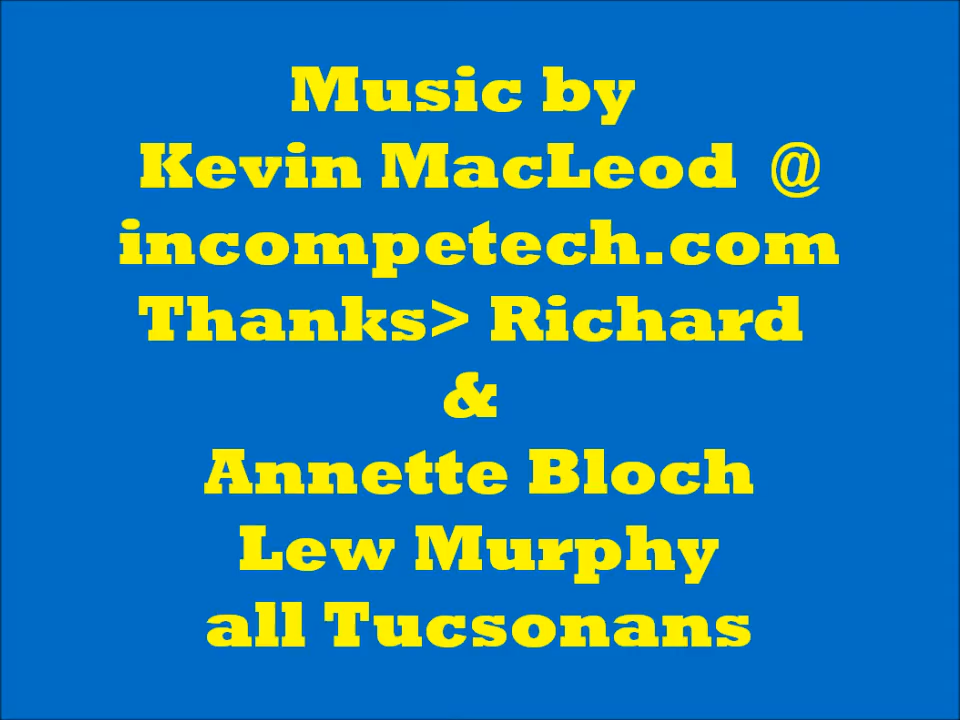 Music by
Kevin MacLeod @
incompetech.com
Thanks> Richard
&
Annette Bloch
Lew Murphy
all Tucsonans